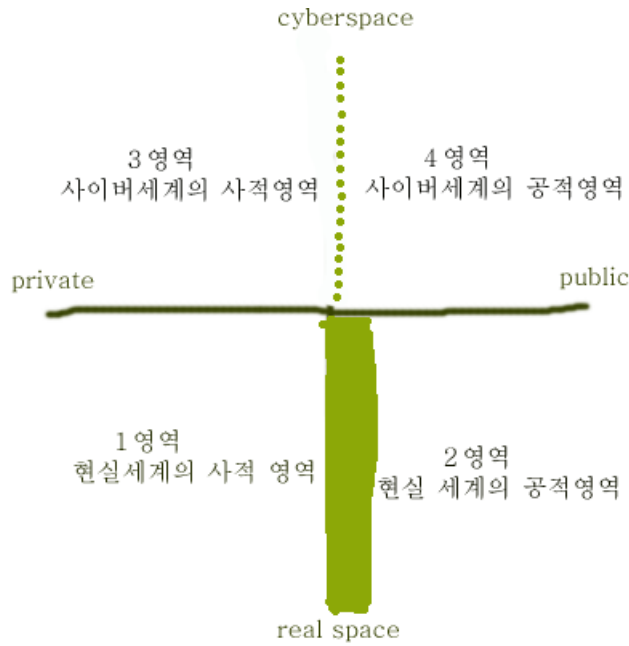 cyberspace
3영역
사이버세계의 사적영역
4영역
사이버세계의 공적영역
private
public
1영역
현실세계의 사적 영역
2영역
현실 세계의 공적영역
real space